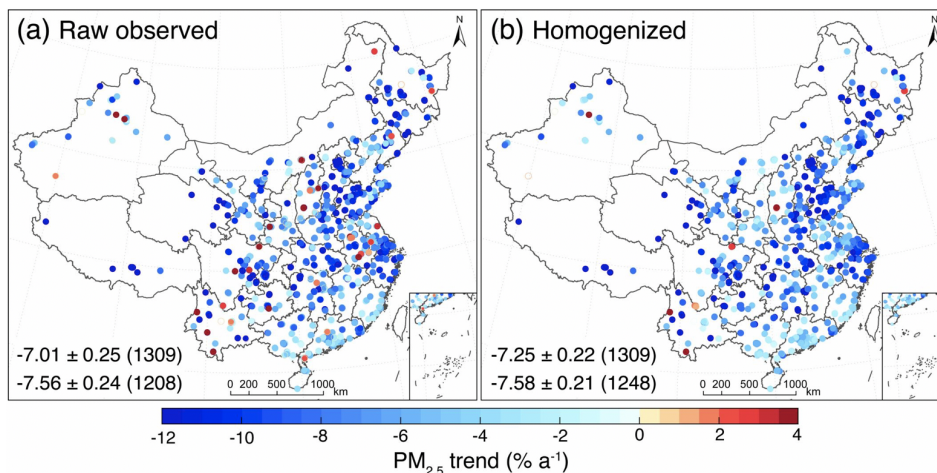 (a) Raw observed
N
-7.01 ± 0.25 (1309)
-7.56 ± 0.24 (1208)
0 200 500 1000
km
(b) Homogenized
N
-7.25 ± 0.22 (1309)
-7.58 ± 0.21 (1248)
0 200 500 1000
km
-12 -10 -8 -6 -4 -2 0 2 4
PM2.5 trend (% a⁻¹)